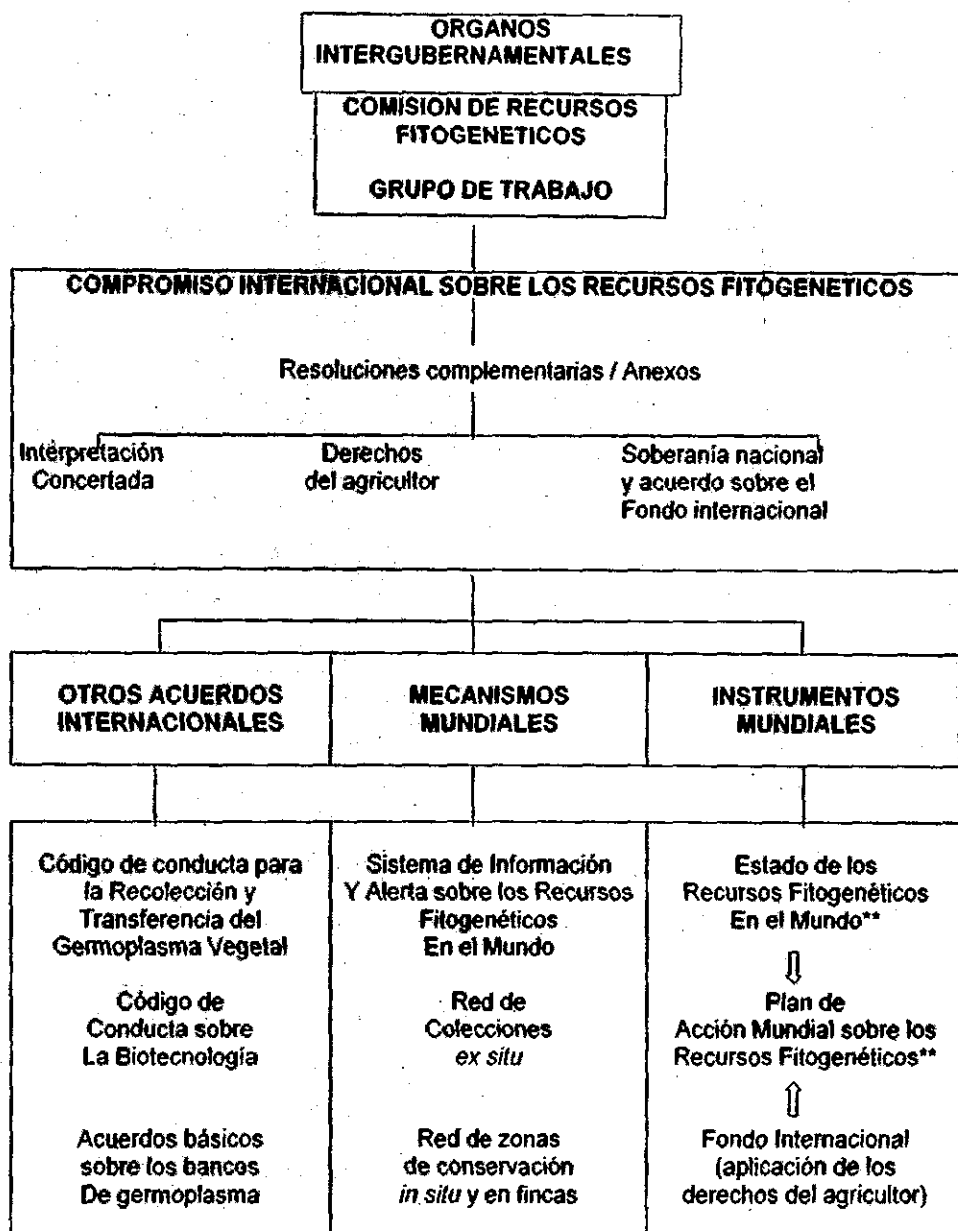 ORGANOS
INTERGUBERNAMENTALES
COMISION DE RECURSOS
FITOGENETICOS
GRUPO DE TRABAJO
COMPROMISO INTERNACIONAL SOBRE LOS RECURSOS FITOGENETICOS
Resoluciones complementarias / Anexos
Interpretación
Concertada
Derechos
del agricultor
Soberanía nacional
y acuerdo sobre el
Fondo internacional
OTROS ACUERDOS
INTERNACIONALES
MECANISMOS
MUNDIALES
INSTRUMENTOS
MUNDIALES
Código de conducta para
la Recolección y
Transferencia del
Germoplasma Vegetal
Código de
Conducta sobre
La Biotecnología
Acuerdos básicos
sobre los bancos
De germoplasma
Sistema de Información
Y Alerta sobre los Recursos
Fitogenéticos
En el Mundo
Red de
Colecciones
ex situ
Red de zonas
de conservación
in situ y en fincas
Estado de los
Recursos Fitogenéticos
En el Mundo**
Plan de
Acción Mundial sobre los
Recursos Fitogenéticos**
Fondo Internacional
(aplicación de los
derechos del agricultor)